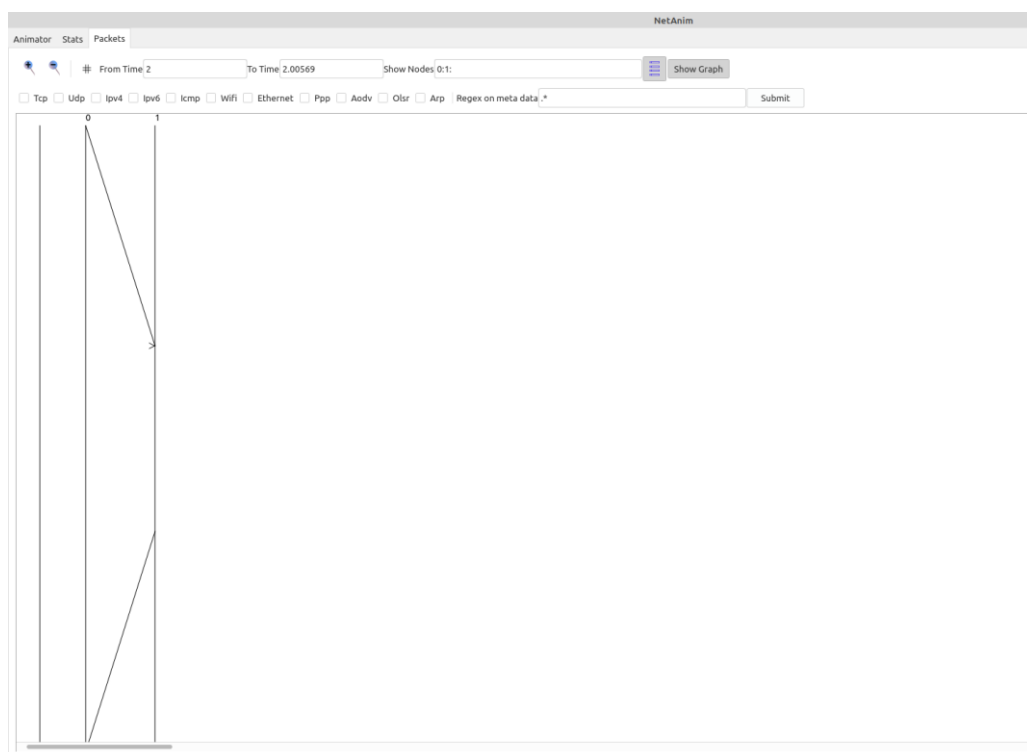 NetAnim
Animator Stats Packets
# From Time 2 To Time 2.00569 Show Nodes 0:1: Show Graph
Tcp Udp Ipv4 Ipv6 Icmp Wifi Ethernet Ppp Aodv Olsr Arp Regex on meta data .* Submit
0 1